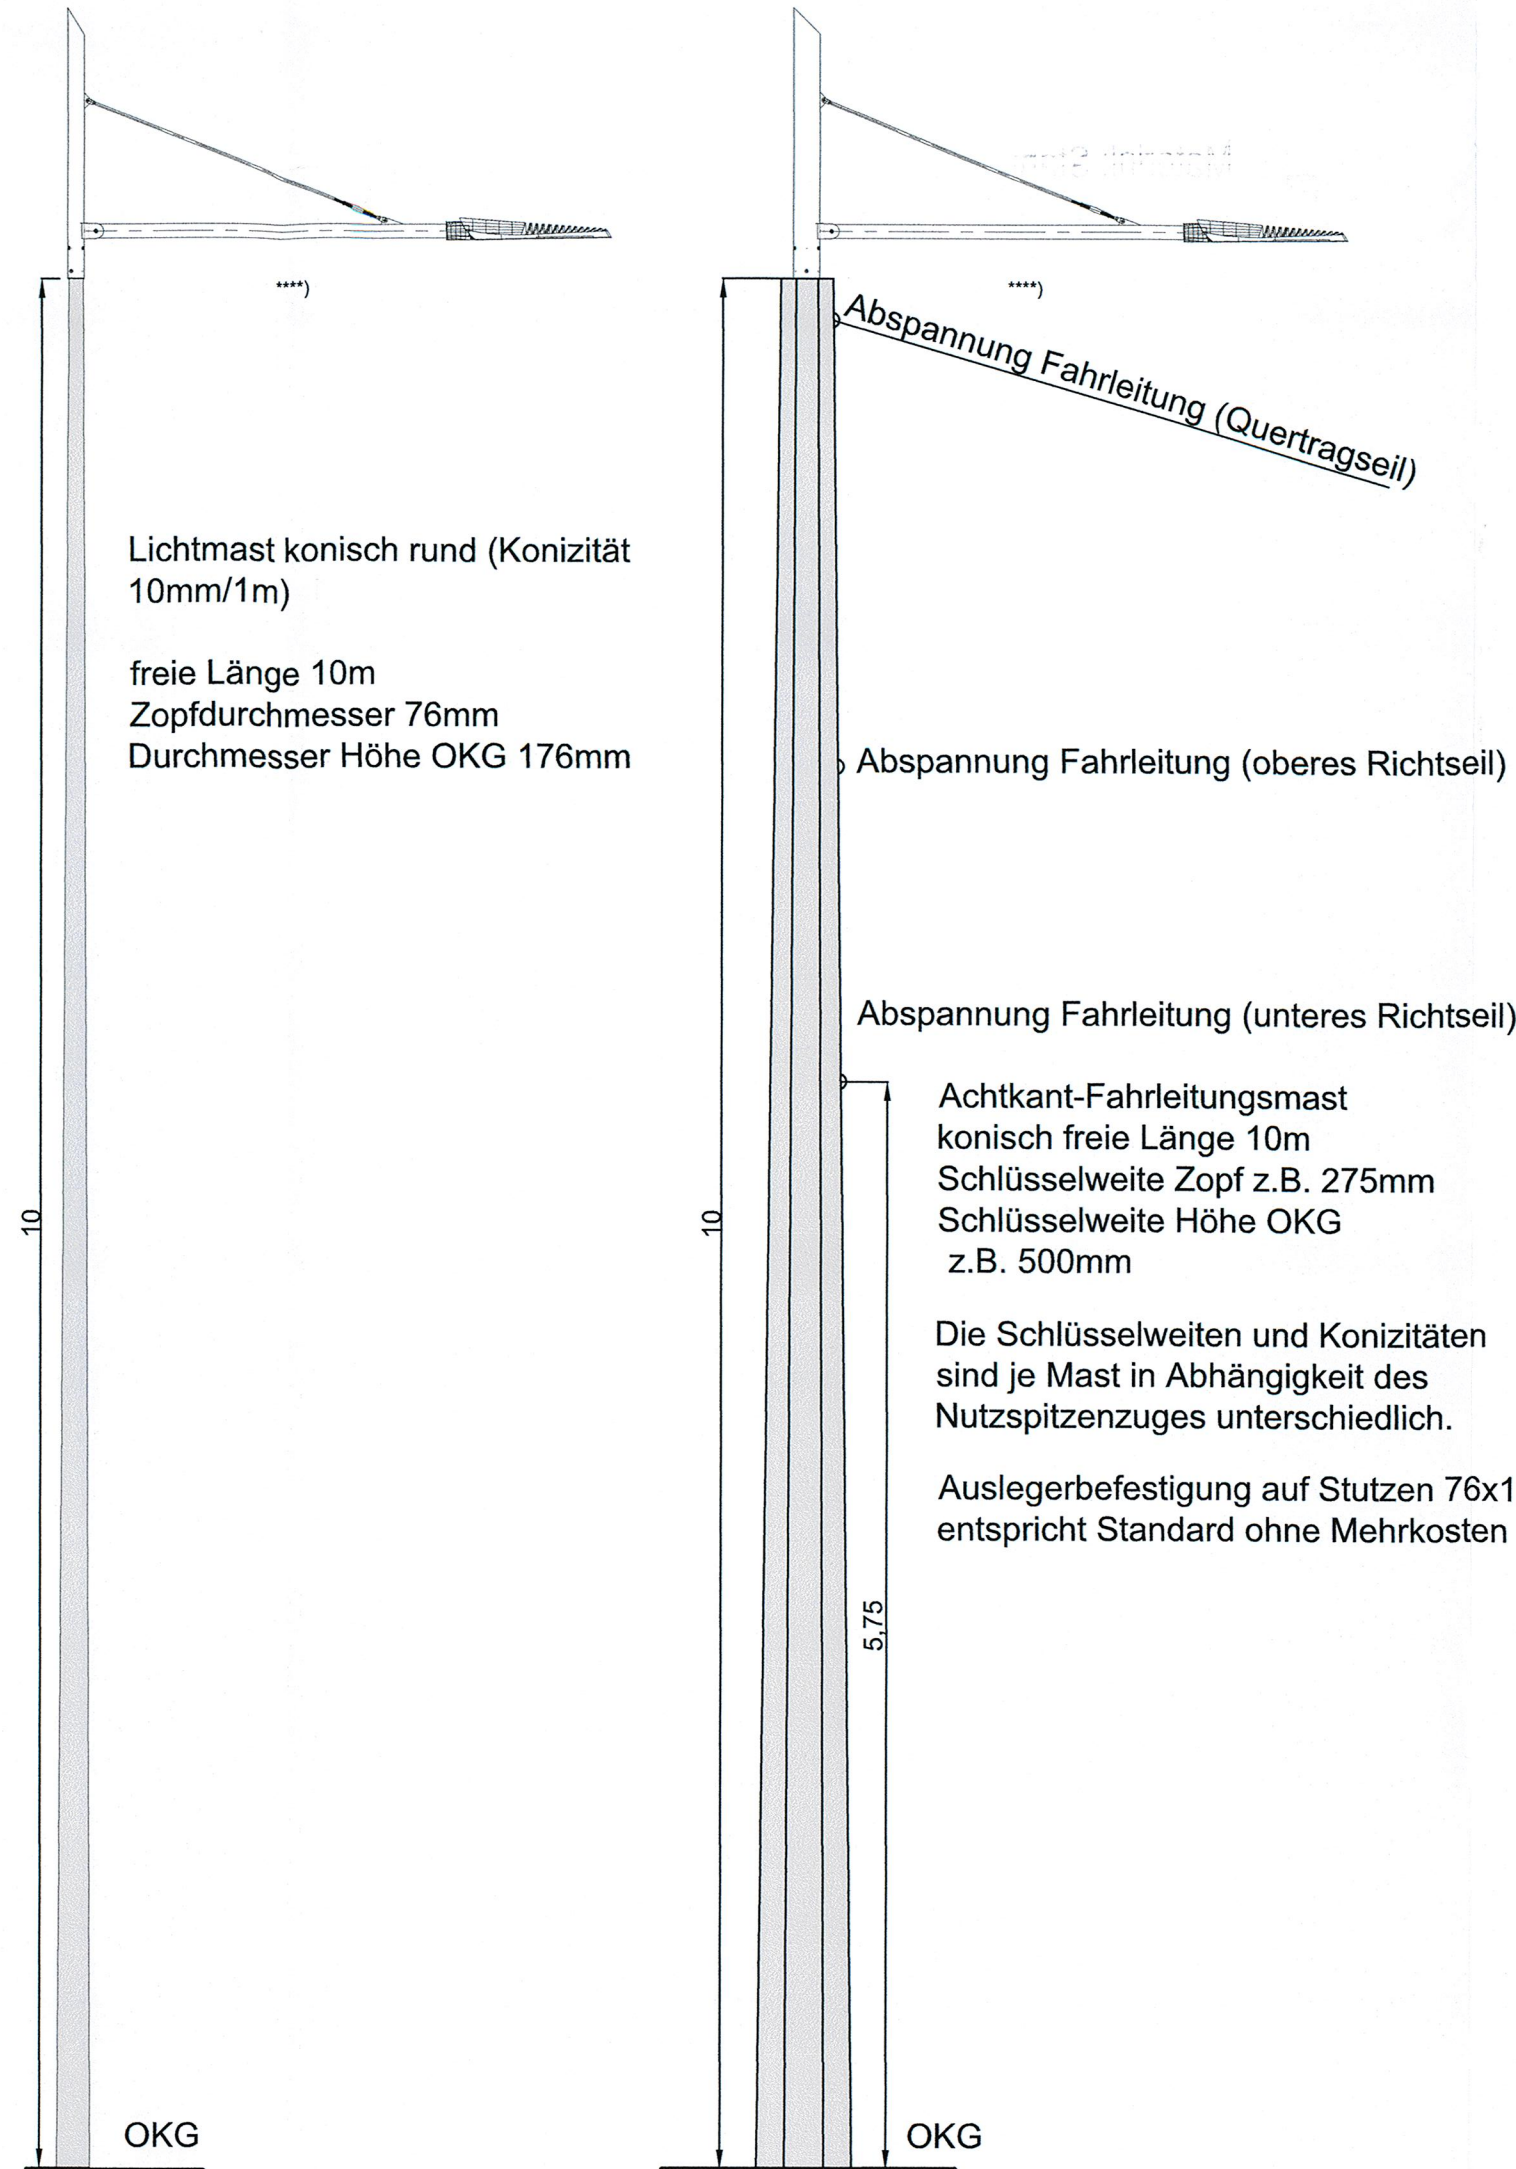 ****)
****)
Abspannung Fahrleitung (Quertragseil)
Lichtmast konisch rund (Konizität
10mm/1m)
freie Länge 10m
Zopfdurchmesser 76mm
Durchmesser Höhe OKG 176mm
Abspannung Fahrleitung (oberes Richtseil)
Abspannung Fahrleitung (unteres Richtseil)
Achtkant-Fahrleitungsmast
konisch freie Länge 10m
Schlüsselweite Zopf z.B. 275mm
Schlüsselweite Höhe OKG
z.B. 500mm
10
10
Die Schlüsselweiten und Konizitäten
sind je Mast in Abhängigkeit des
Nutzspitzenzuges unterschiedlich.
Auslegerbefestigung auf Stutzen 76x1
entspricht Standard ohne Mehrkosten
5,75
OKG
OKG